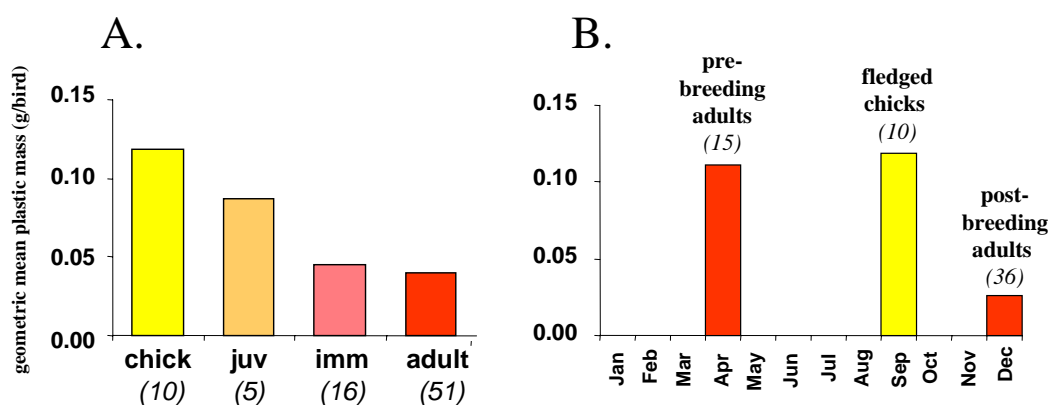 A.
geometric mean plastic mass (g/bird)
0.15
0.10
0.05
0.00
chick juv imm adult
(10) (5) (16) (51)
B.
pre-
breeding
adults
(15)
fledged
chicks
(10)
post-
breeding
adults
(36)
0.15
0.10
0.05
0.00
Jan
Feb
Mar
Apr
May
Jun
Jul
Aug
Sep
Oct
Nov
Dec